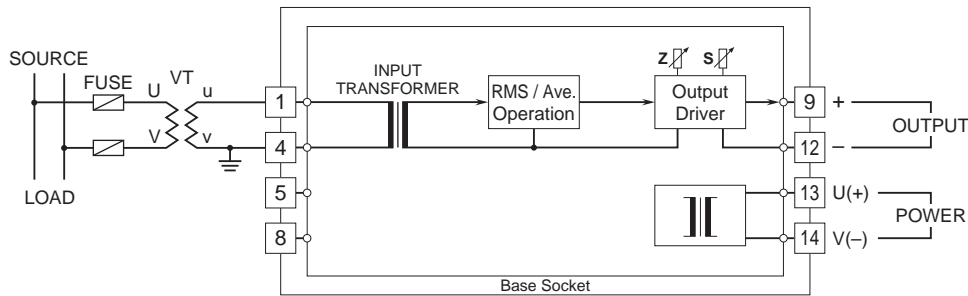 SOURCE
FUSE
VT
U
u
V
v
LOAD
1
4
5
8
INPUT
TRANSFORMER
RMS / Ave.
Operation
Z
S
Output
Driver
9
+
12
–
OUTPUT
13
U(+)
14
V(–)
POWER
Base Socket